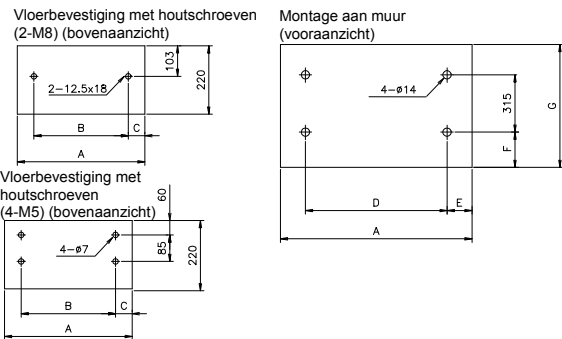 Vloerbevestiging met houtschroeven
(2-M8) (bovenaanzicht)
103
220
2-12.5x18
B
C
A
Vloerbevestiging met
houtschroeven
(4-M5) (bovenaanzicht)
60
85
220
4-ø7
B
C
A
Montage aan muur
(vooraanzicht)
4-ø14
315
G
F
D
E
A